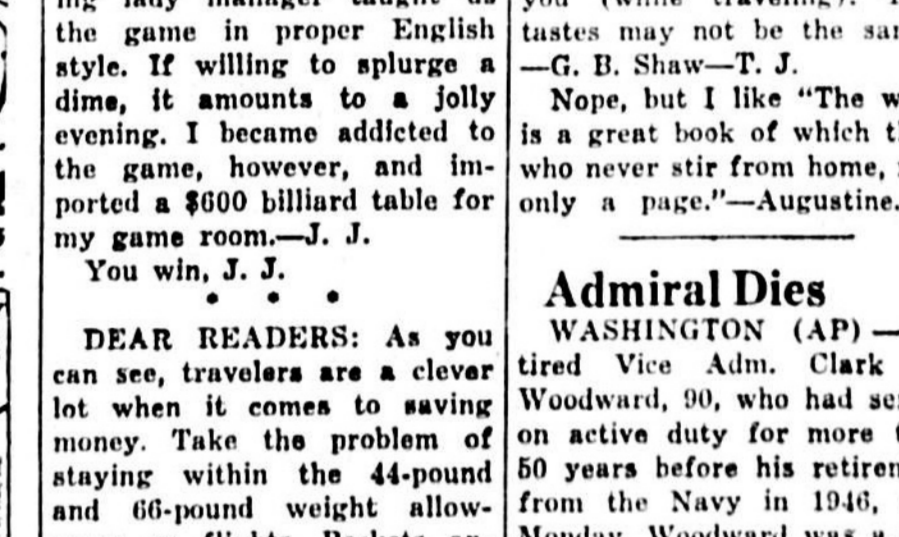 the game in proper English
style. If willing to splurge a
dime, it amounts to a jolly
evening. I became addicted to
the game, however, and im-
ported a $600 billiard table for
my game room.—J. J.
You win, J. J.
• • •
DEAR READERS: As you
can see, travelers are a clever
lot when it comes to saving
money. Take the problem of
staying within the 44-pound
and 66-pound weight allow-
tastes may not be the
—G. B. Shaw—T. J.
Nope, but I like "The
is a great book of which
who never stir from home,
only a page."—Augustine.
Admiral Dies
WASHINGTON (AP) —
tired Vice Adm. Clark
Woodward, 90, who had
on active duty for more
50 years before his
from the Navy in 1946,
Monday. Woodward was a